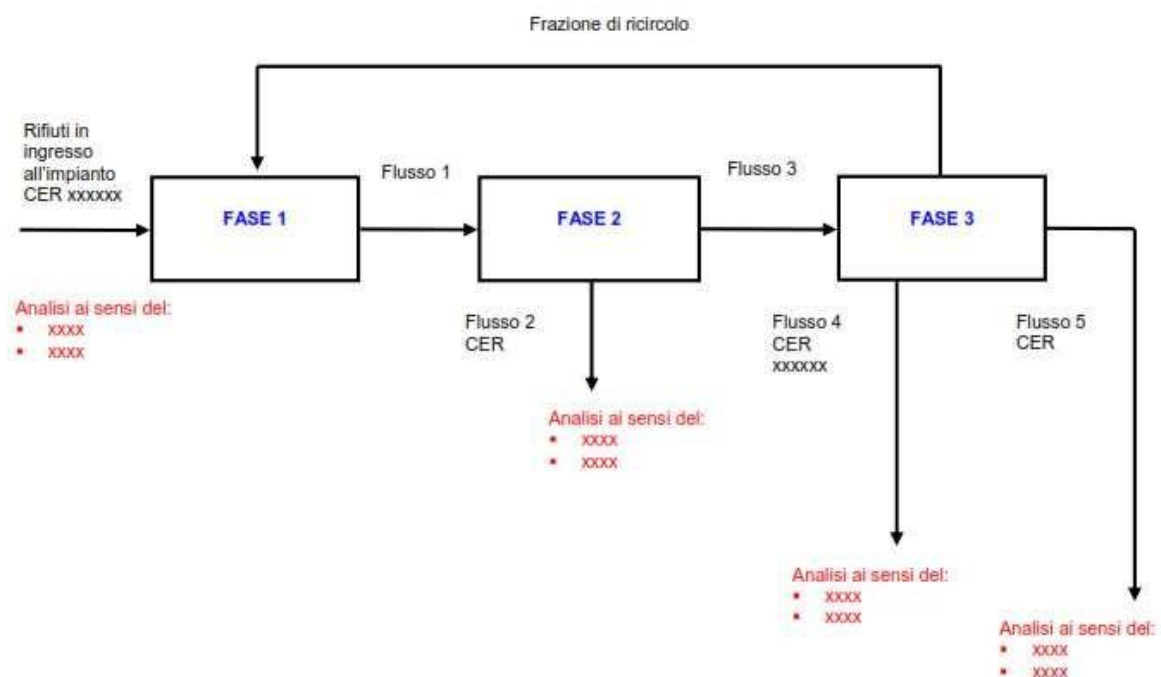 Frazione di ricircolo
Rifiuti in
ingresso
all'impianto
CER xxxxxx
Flusso 1
Flusso 3
FASE 1
FASE 2
FASE 3
Analisi ai sensi del:
▪ xxxx
▪ xxxx
Flusso 2
CER
Flusso 4
CER
xxxxxx
Flusso 5
CER
Analisi ai sensi del:
▪ xxxx
▪ xxxx
Analisi ai sensi del:
▪ xxxx
▪ xxxx
Analisi ai sensi del:
▪ xxxx
▪ xxxx